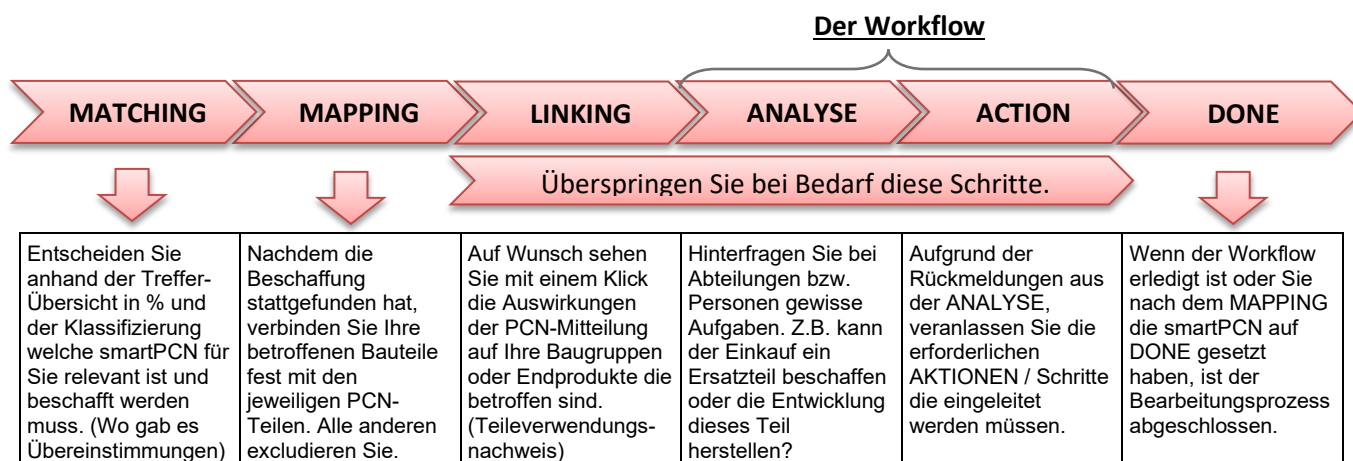 Der Workflow
MATCHING
MAPPING
LINKING
ANALYSE
ACTION
DONE
Überspringen Sie bei Bedarf diese Schritte.
Entscheiden Sie
anhand der Treffer-
Übersicht in % und
der Klassifizierung
welche smartPCN für
Sie relevant ist und
beschafft werden
muss. (Wo gab es
Übereinstimmungen)
Nachdem die
Beschaffung
stattgefunden hat,
verbinden Sie Ihre
betroffenen Bauteile
fest mit den
jeweiligen PCN-
Teilen. Alle anderen
excludieren Sie.
Auf Wunsch sehen
Sie mit einem Klick
die Auswirkungen
der PCN-Mitteilung
auf Ihre Baugruppen
oder Endprodukte die
betroffen sind.
(Teileverwendungs-
nachweis)
Hinterfragen Sie bei
Abteilungen bzw.
Personen gewisse
Aufgaben. Z.B. kann
der Einkauf ein
Ersatzteil beschaffen
oder die Entwicklung
dieses Teil
herstellen?
Aufgrund der
Rückmeldungen aus
der ANALYSE,
veranlassen Sie die
erforderlichen
AKTIONEN / Schritte
die eingeleitet
werden müssen.
Wenn der Workflow
erledigt ist oder Sie
nach dem MAPPING
die smartPCN auf
DONE gesetzt
haben, ist der
Bearbeitungsprozess
abgeschlossen.